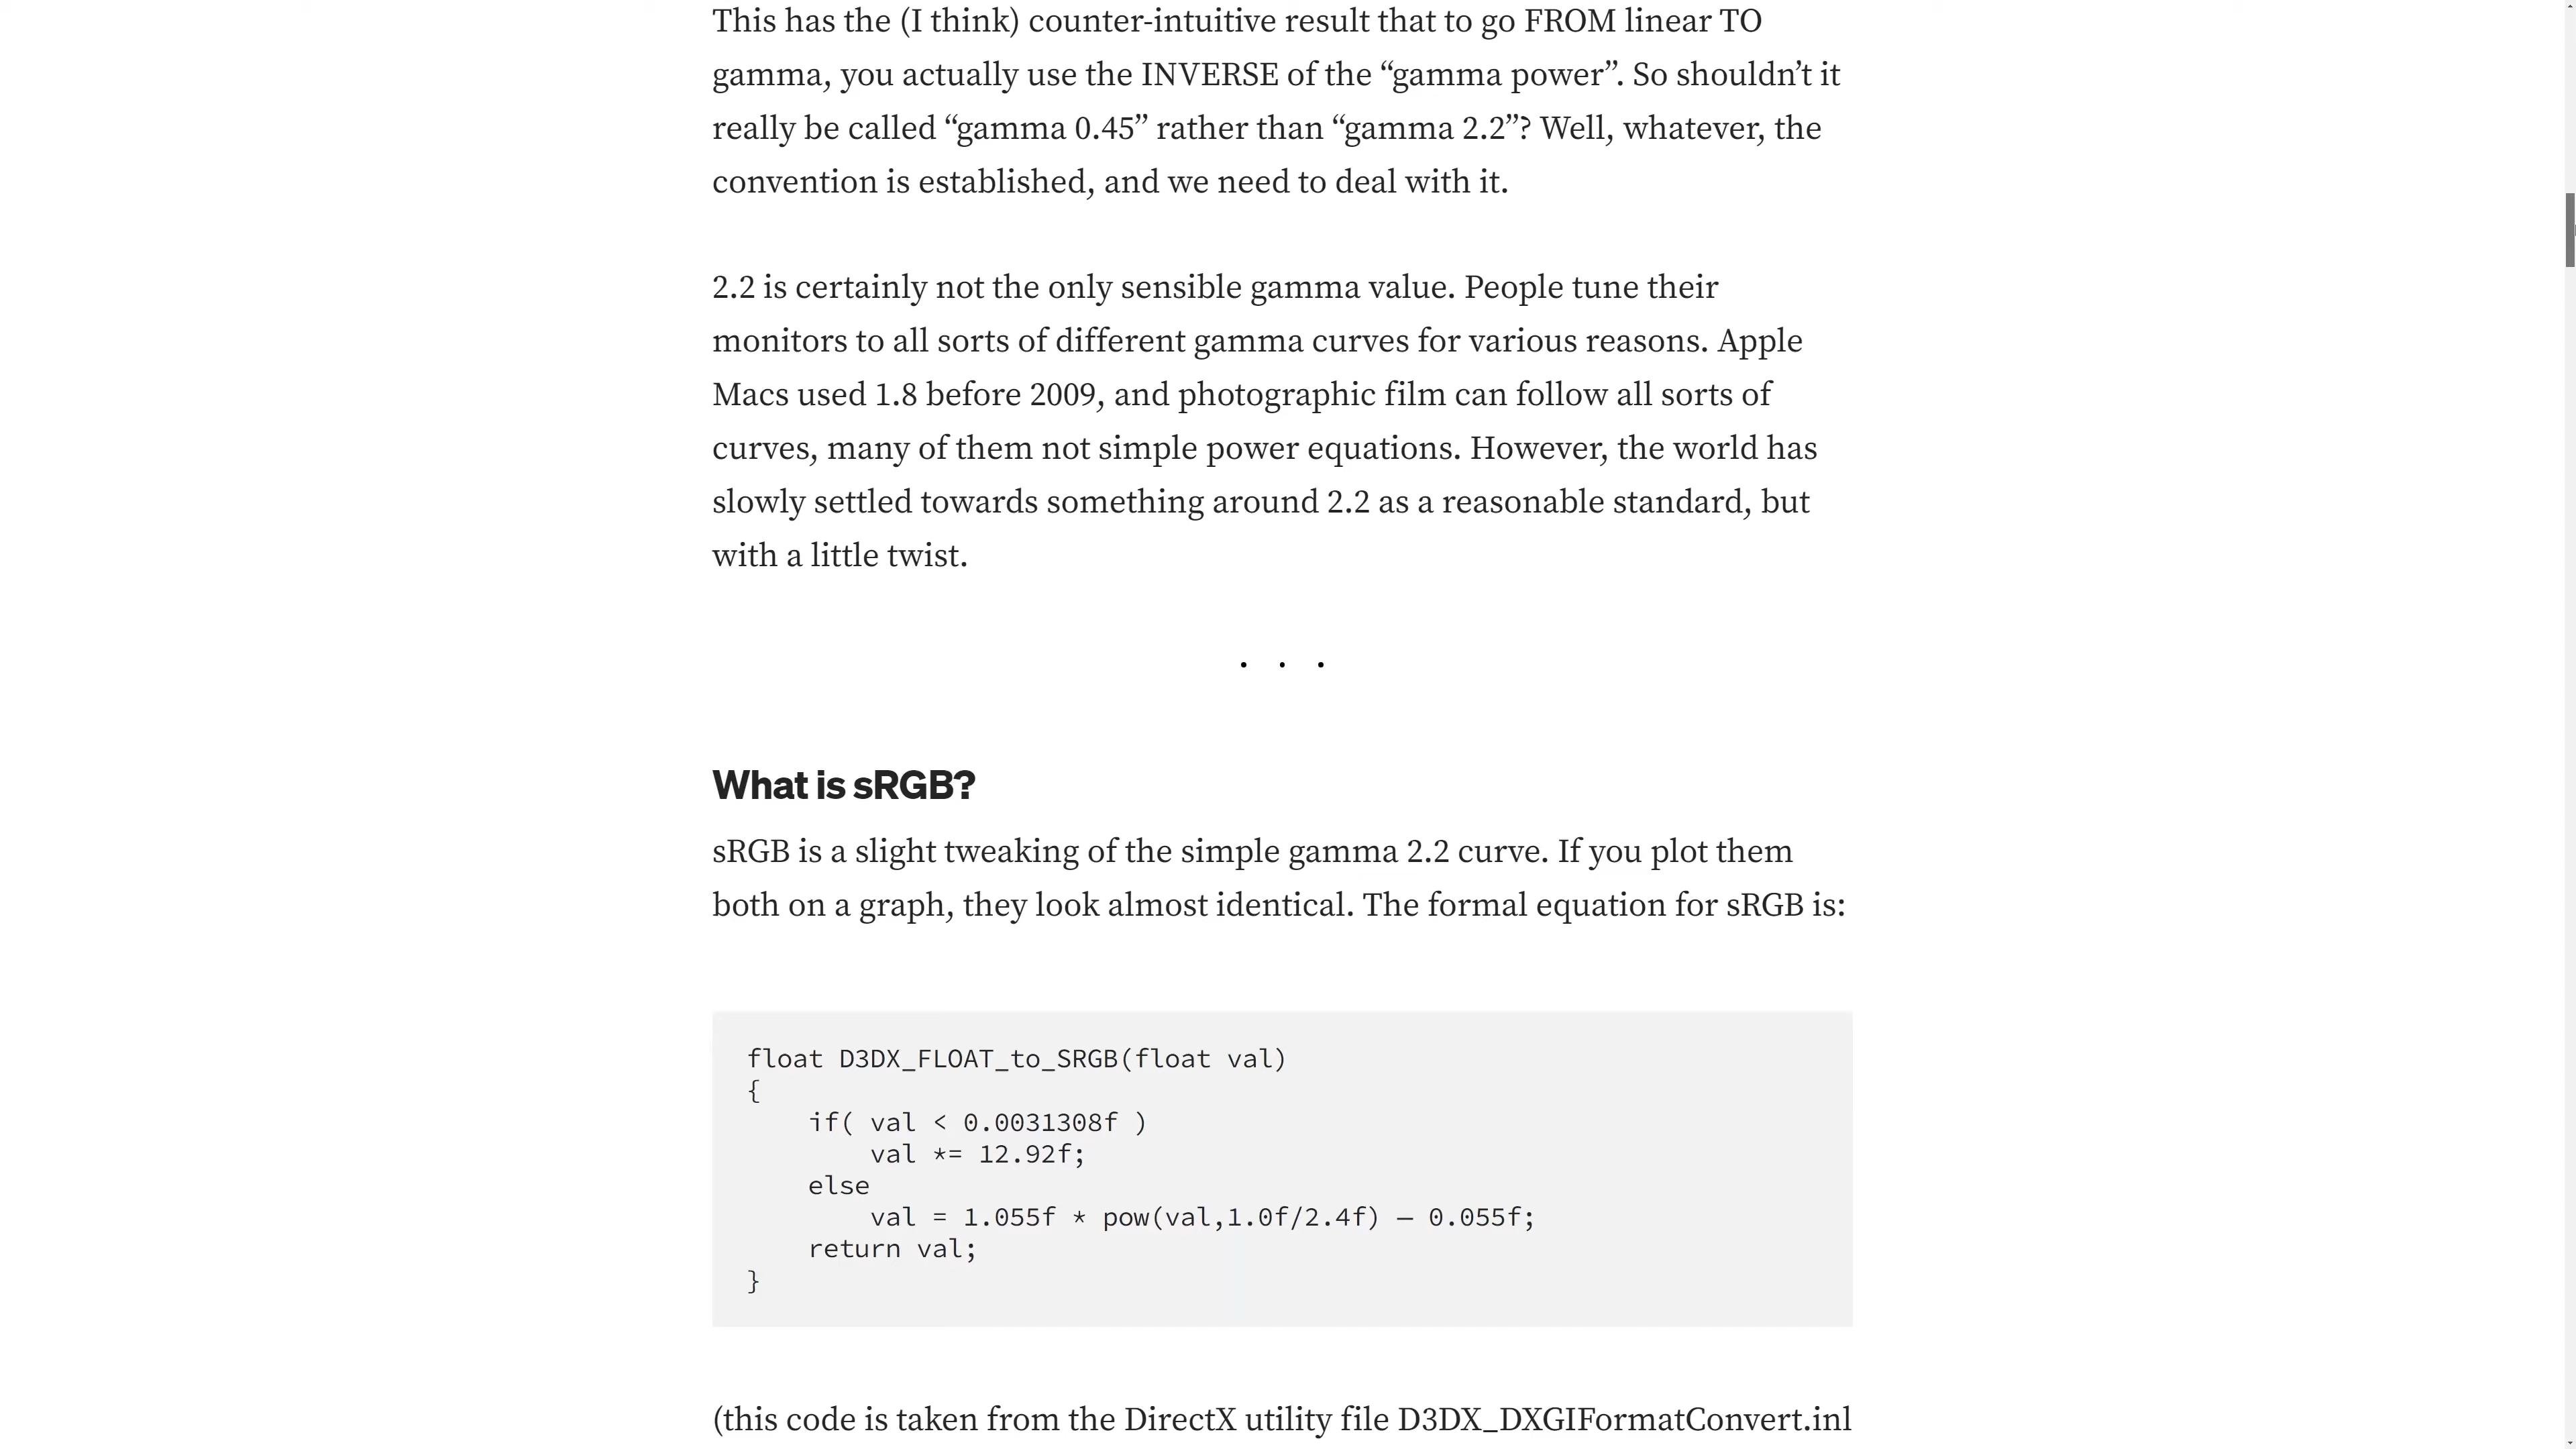 This has the (I think) counter-intuitive result that to go FROM linear TO
gamma, you actually use the INVERSE of the “gamma power”. So shouldn’t it
really be called “gamma 0.45” rather than “gamma 2.2”? Well, whatever, the
convention is established, and we need to deal with it.
2.2 is certainly not the only sensible gamma value. People tune their
monitors to all sorts of different gamma curves for various reasons. Apple
Macs used 1.8 before 2009, and photographic film can follow all sorts of
curves, many of them not simple power equations. However, the world has
slowly settled towards something around 2.2 as a reasonable standard, but
with a little twist.
. . .
What is sRGB?
sRGB is a slight tweaking of the simple gamma 2.2 curve. If you plot them
both on a graph, they look almost identical. The formal equation for sRGB is:
float D3DX_FLOAT_to_SRGB(float val)
{
    if( val < 0.0031308f )
        val *= 12.92f;
    else
        val = 1.055f * pow(val,1.0f/2.4f) — 0.055f;
    return val;
}
(this code is taken from the DirectX utility file D3DX_DXGIFormatConvert.inl